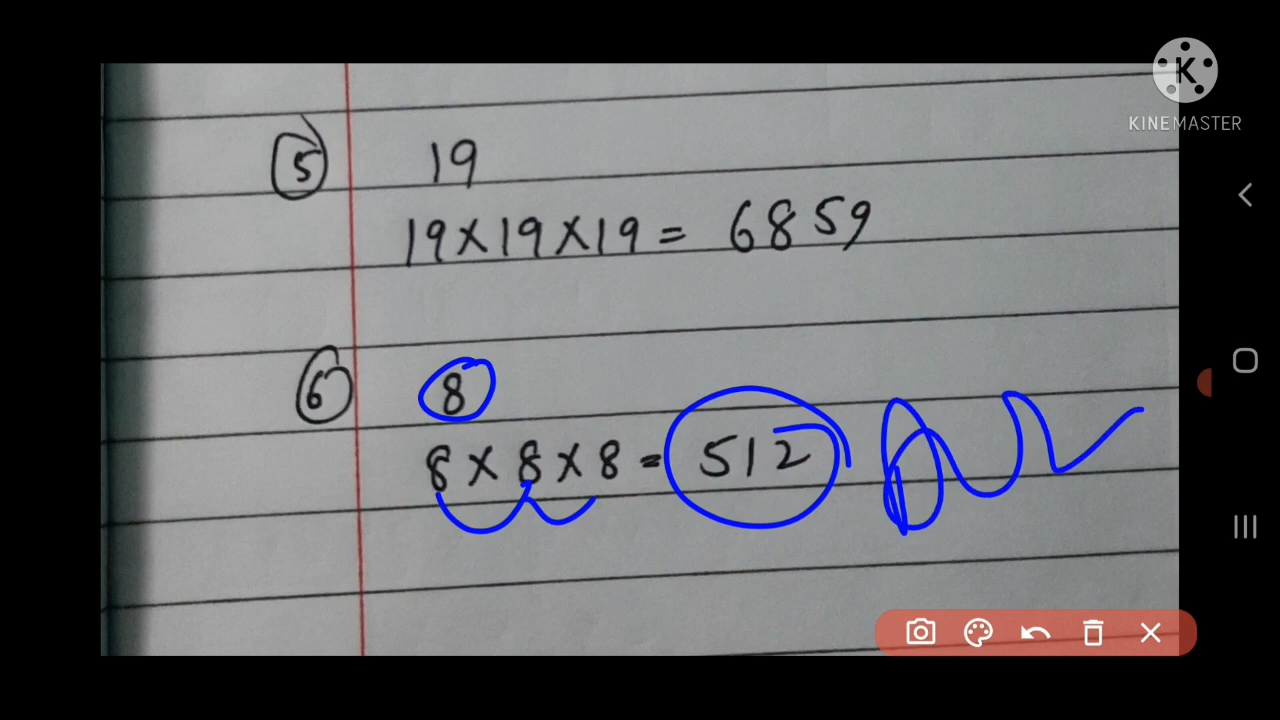 K
KINEMASTER
5 19
19×19×19 = 6859
6 8
8×8×8 = 512